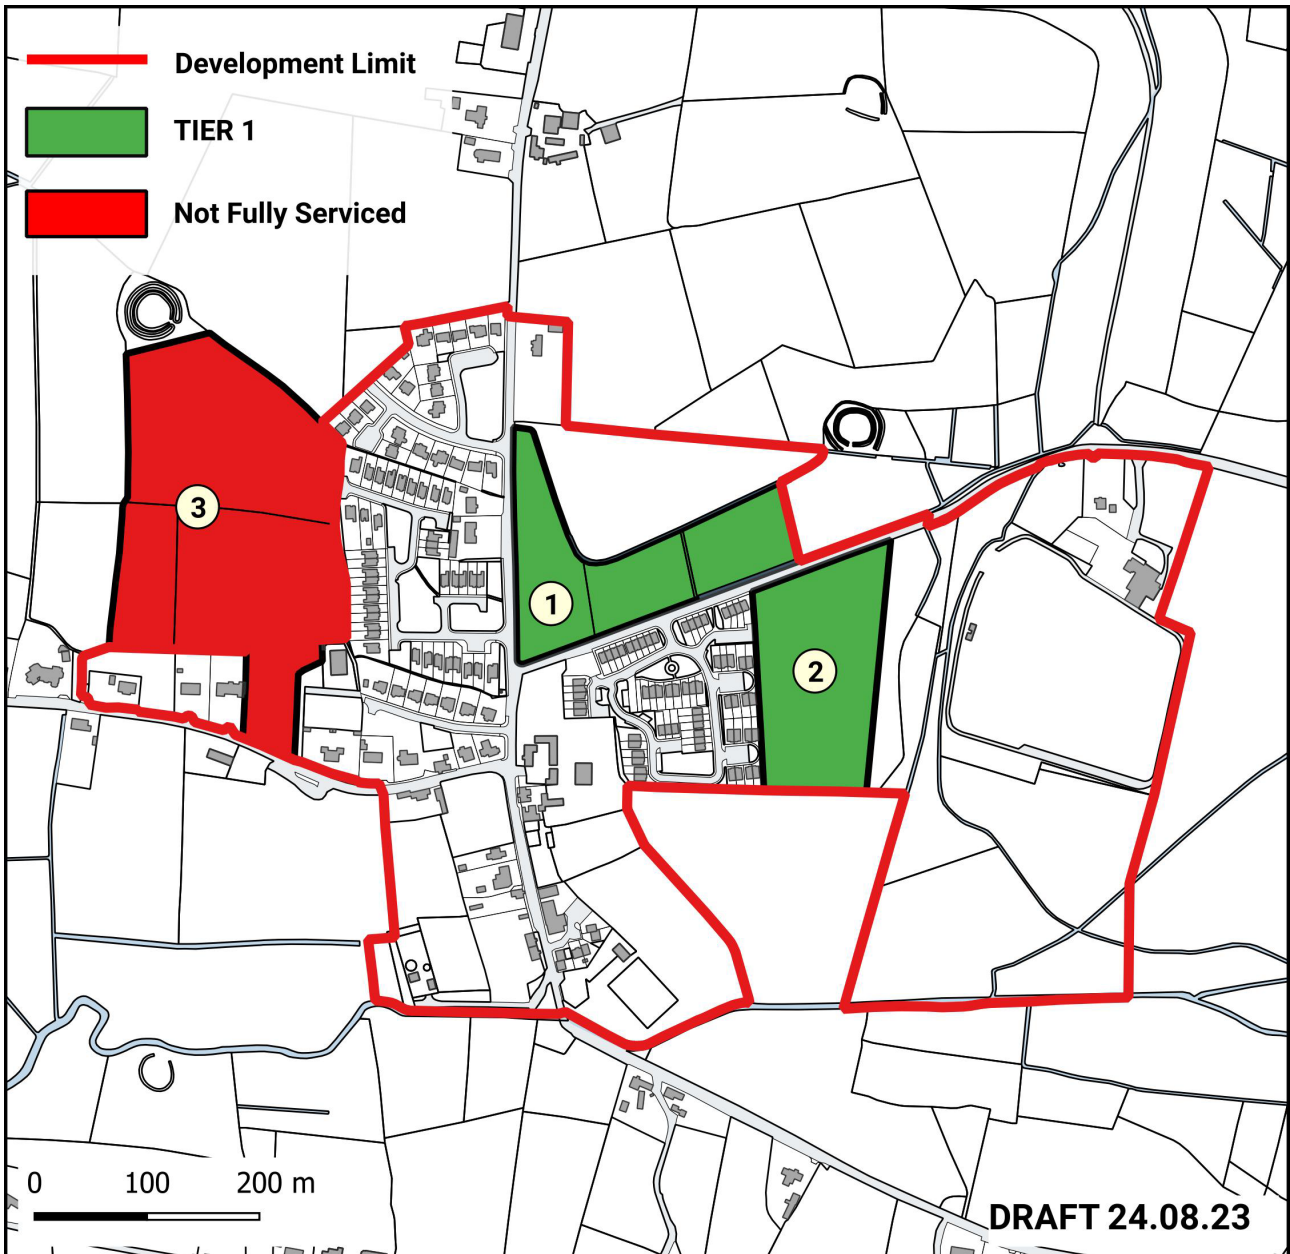 Development Limit
TIER 1
Not Fully Serviced
3
1
2
0 100 200 m
DRAFT 24.08.23